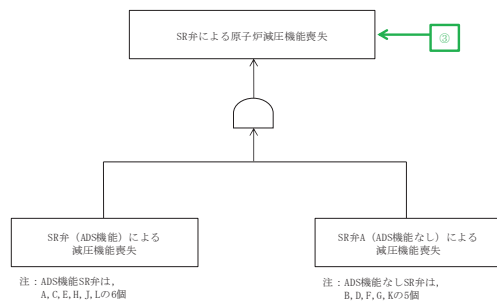 SR弁による原子炉減圧機能喪失
③
SR弁（ADS機能）による
減圧機能喪失
SR弁A（ADS機能なし）による
減圧機能喪失
注：ADS機能SR弁は，
A,C,E,H,J,Lの6個
注：ADS機能なしSR弁は，
B,D,F,G,Kの5個